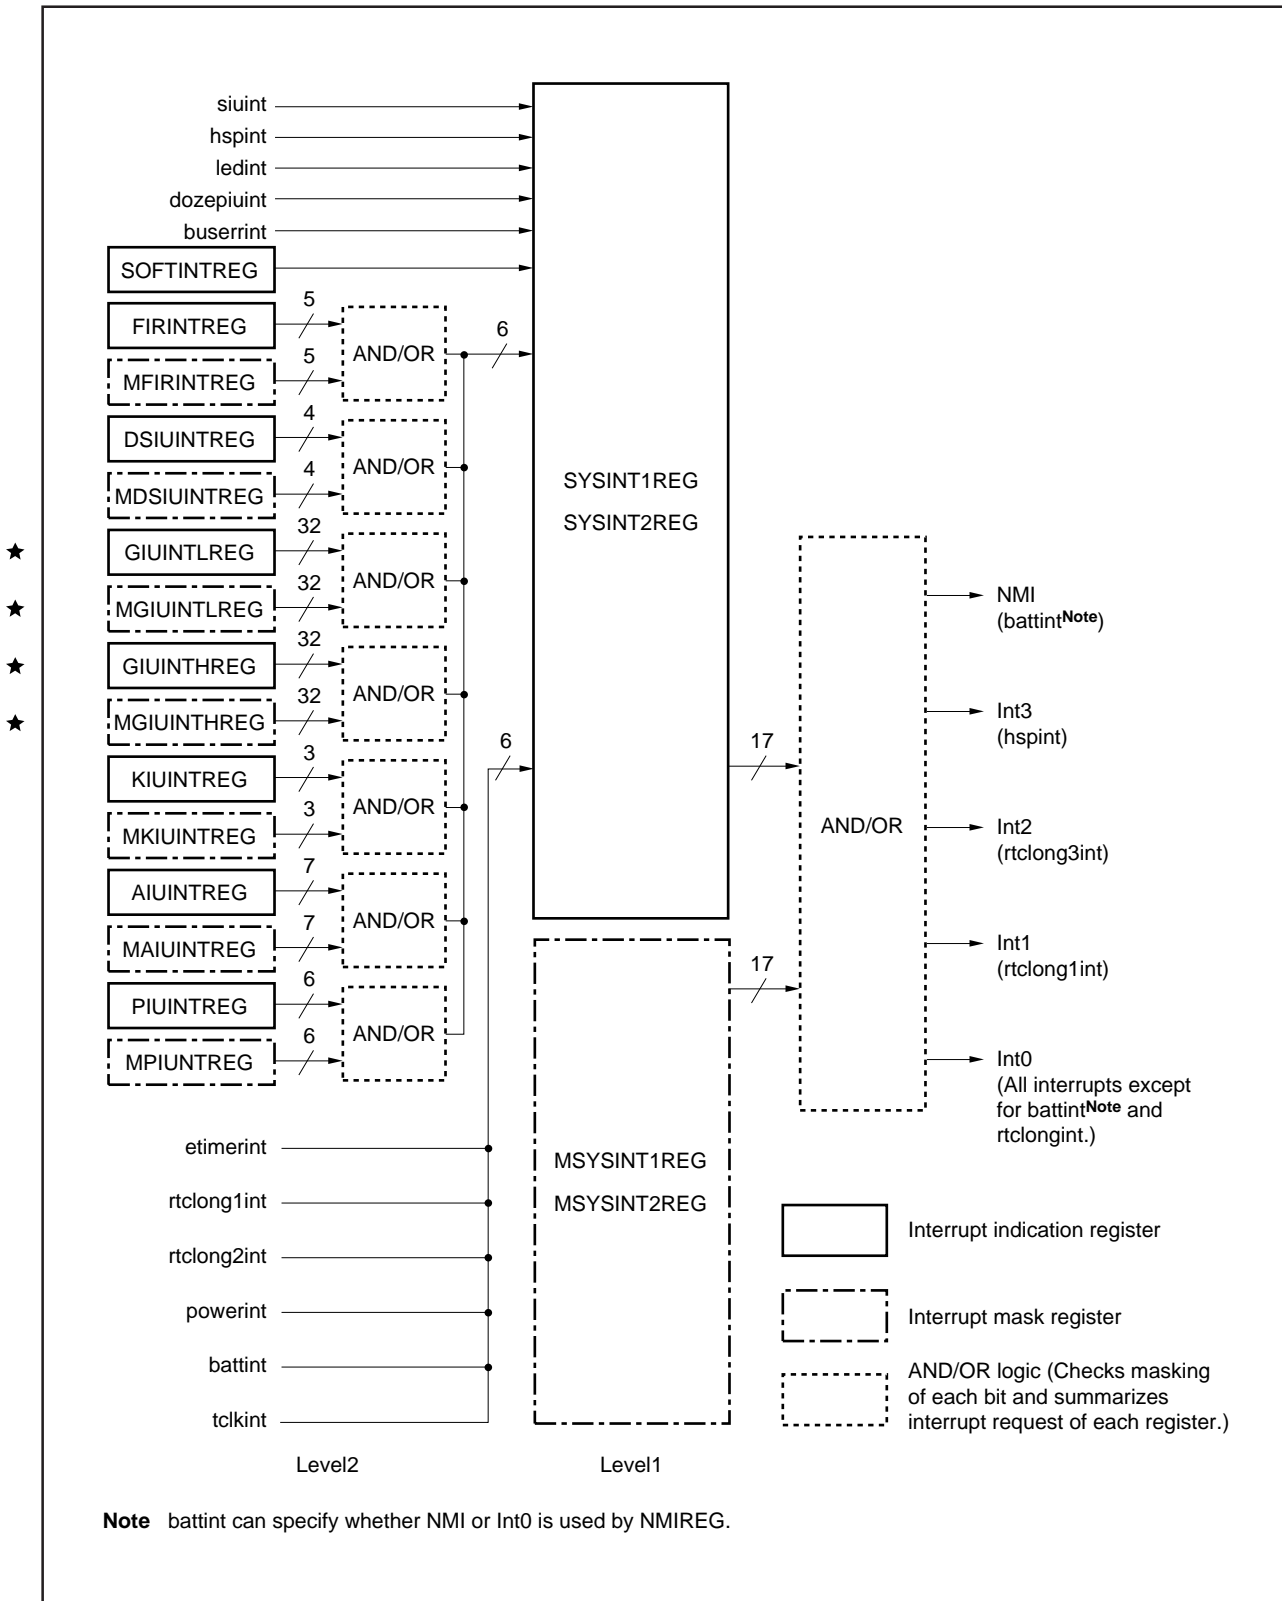 siuint
hspint
ledint
dozepiuint
buserrint
SOFTINTREG
FIRINTREG
5
MFIRINTREG
5
AND/OR
6
DSIUINTREG
4
MDSIUINTREG
4
AND/OR
★ GIUINTLREG
32
★ MGIUINTLREG
32
AND/OR
★ GIUINTHREG
32
★ MGIUINTHREG
32
AND/OR
KIUINTREG
3
MKIUINTREG
3
AND/OR
AIUINTREG
7
MAIUINTREG
7
AND/OR
PIUINTREG
6
MPIUNTREG
6
AND/OR
6
etimerint
rtclong1int
rtclong2int
powerint
battint
tclkint
Level2
SYSINT1REG
SYSINT2REG
17
MSYSINT1REG
MSYSINT2REG
17
Level1
AND/OR
NMI
(battintNote)
Int3
(hspint)
Int2
(rtclong3int)
Int1
(rtclong1int)
Int0
(All interrupts except
for battintNote and
rtclongint.)
Interrupt indication register
Interrupt mask register
AND/OR logic (Checks masking
of each bit and summarizes
interrupt request of each register.)
Note battint can specify whether NMI or Int0 is used by NMIREG.